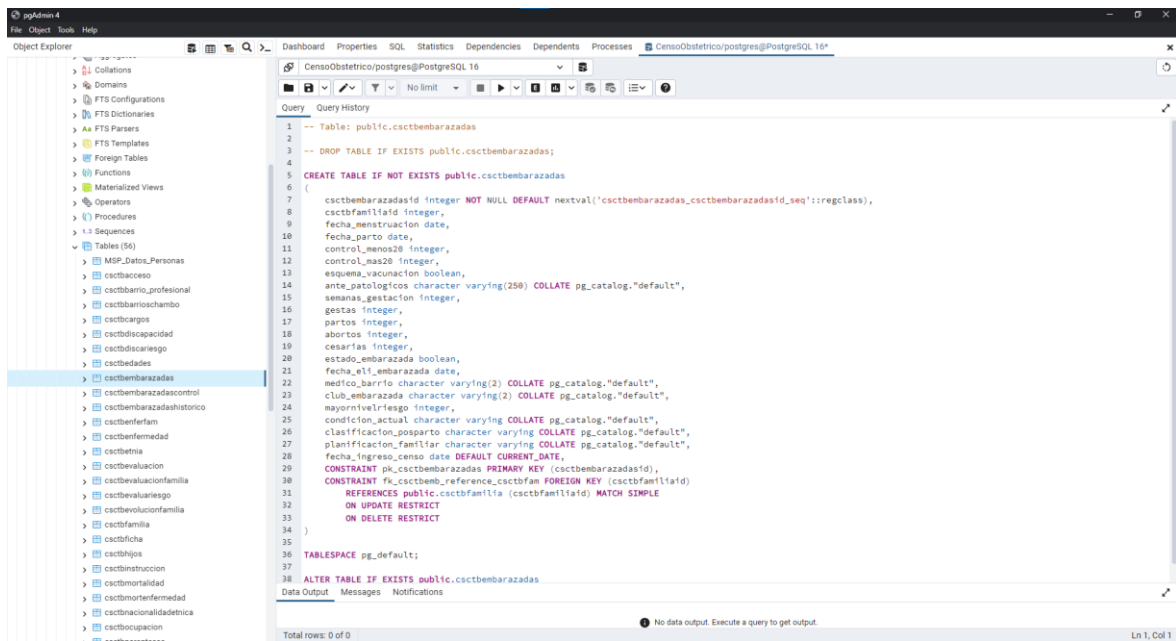 pgAdmin 4
File Object Tools Help
Object Explorer
Dashboard Properties SQL Statistics Dependencies Dependents Processes CensoObstetrico/postgres@PostgreSQL 16*
Collations
Domains
FTS Configurations
FTS Dictionaries
FTS Parsers
FTS Templates
Foreign Tables
Functions
Materialized Views
Operators
Procedures
1..3 Sequences
Tables (56)
MSP_Datos_Personas
csctbacceso
csctbbarrio_profesional
csctbbarrioschambo
csctbcargos
csctbdiscapacidad
csctbdiscariesgo
csctbedades
csctbembarazadas
csctbembarazadascontrol
csctbembarazadashistorico
csctbenferfam
csctbenfermedad
csctbetnia
csctbevaluacion
csctbevaluacionfamilia
csctbevaluariesgo
csctbevolucionfamilia
csctbfamilia
csctbficha
csctbhijos
csctbinstruccion
csctbmortalidad
csctbmortenfermedad
csctbnacionalidadetnica
csctbocupacion
CensoObstetrico/postgres@PostgreSQL 16
No limit
Query Query History
1 -- Table: public.csctbembarazadas
2
3 -- DROP TABLE IF EXISTS public.csctbembarazadas;
4
5 CREATE TABLE IF NOT EXISTS public.csctbembarazadas
6 (
7 csctbembarazadasid integer NOT NULL DEFAULT nextval('csctbembarazadas_csctbembarazadasid_seq'::regclass),
8 csctbfamiliaid integer,
9 fecha_menstruacion date,
10 fecha_parto date,
11 control_menos20 integer,
12 control_mas20 integer,
13 esquema_vacunacion boolean,
14 ante_patologicos character varying(250) COLLATE pg_catalog."default",
15 semanas_gestacion integer,
16 gestas integer,
17 partos integer,
18 abortos integer,
19 cesarias integer,
20 estado_embarazada boolean,
21 fecha_eli_embarazada date,
22 medico_barrio character varying(2) COLLATE pg_catalog."default",
23 club_embarazada character varying(2) COLLATE pg_catalog."default",
24 mayornivelriesgo integer,
25 condicion_actual character varying COLLATE pg_catalog."default",
26 clasificacion_posparto character varying COLLATE pg_catalog."default",
27 planificacion_familiar character varying COLLATE pg_catalog."default",
28 fecha_ingreso_censo date DEFAULT CURRENT_DATE,
29 CONSTRAINT pk_csctbembarazadas PRIMARY KEY (csctbembarazadasid),
30 CONSTRAINT fk_csctbemb_reference_csctbfam FOREIGN KEY (csctbfamiliaid)
31 REFERENCES public.csctbfamilia (csctbfamiliaid) MATCH SIMPLE
32 ON UPDATE RESTRICT
33 ON DELETE RESTRICT
34 )
35
36 TABLESPACE pg_default;
37
38 ALTER TABLE IF EXISTS public.csctbembarazadas
Data Output Messages Notifications
No data output. Execute a query to get output.
Total rows: 0 of 0
Ln 1, Col 1